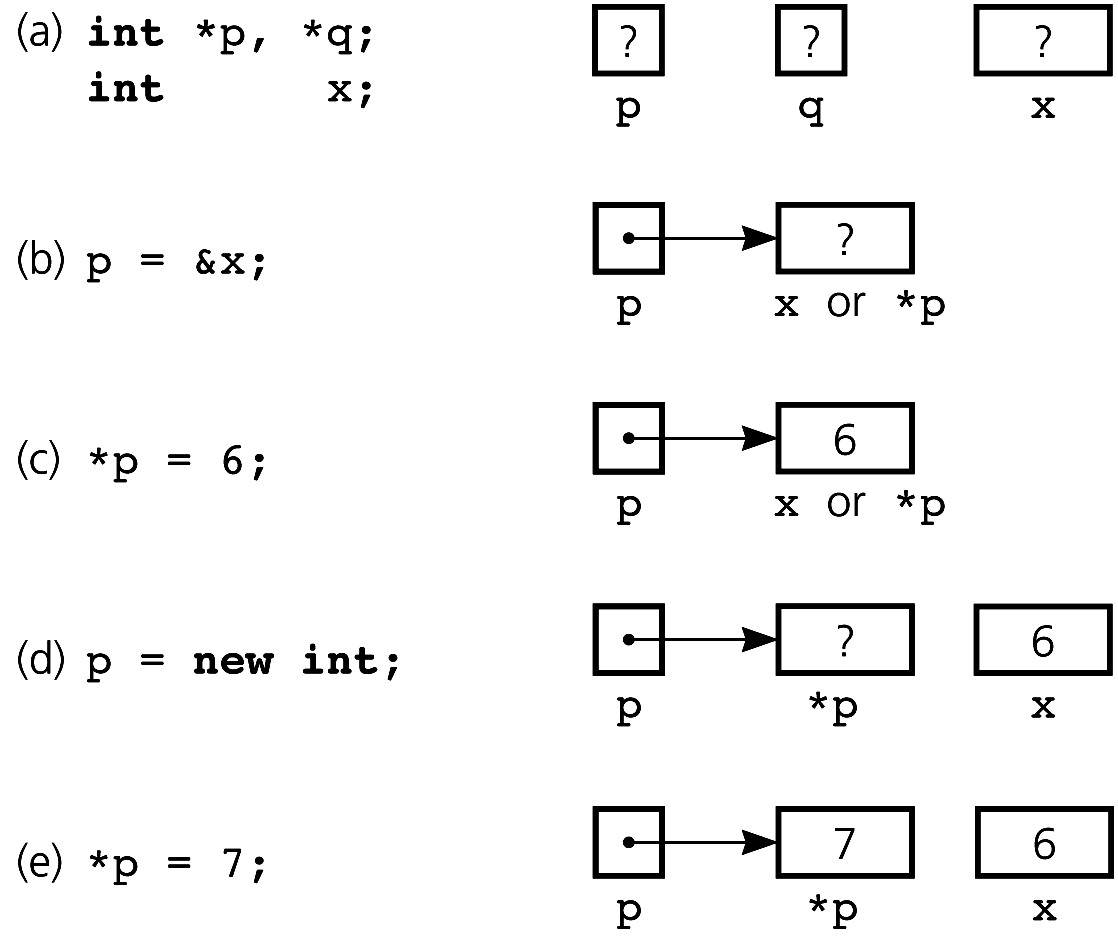 (a) int *p, *q;
int x;
? ? ?
p q x
(b) p = &x;
?
p x or *p
(c) *p = 6;
6
p x or *p
(d) p = new int;
? 6
p *p x
(e) *p = 7;
7 6
p *p x